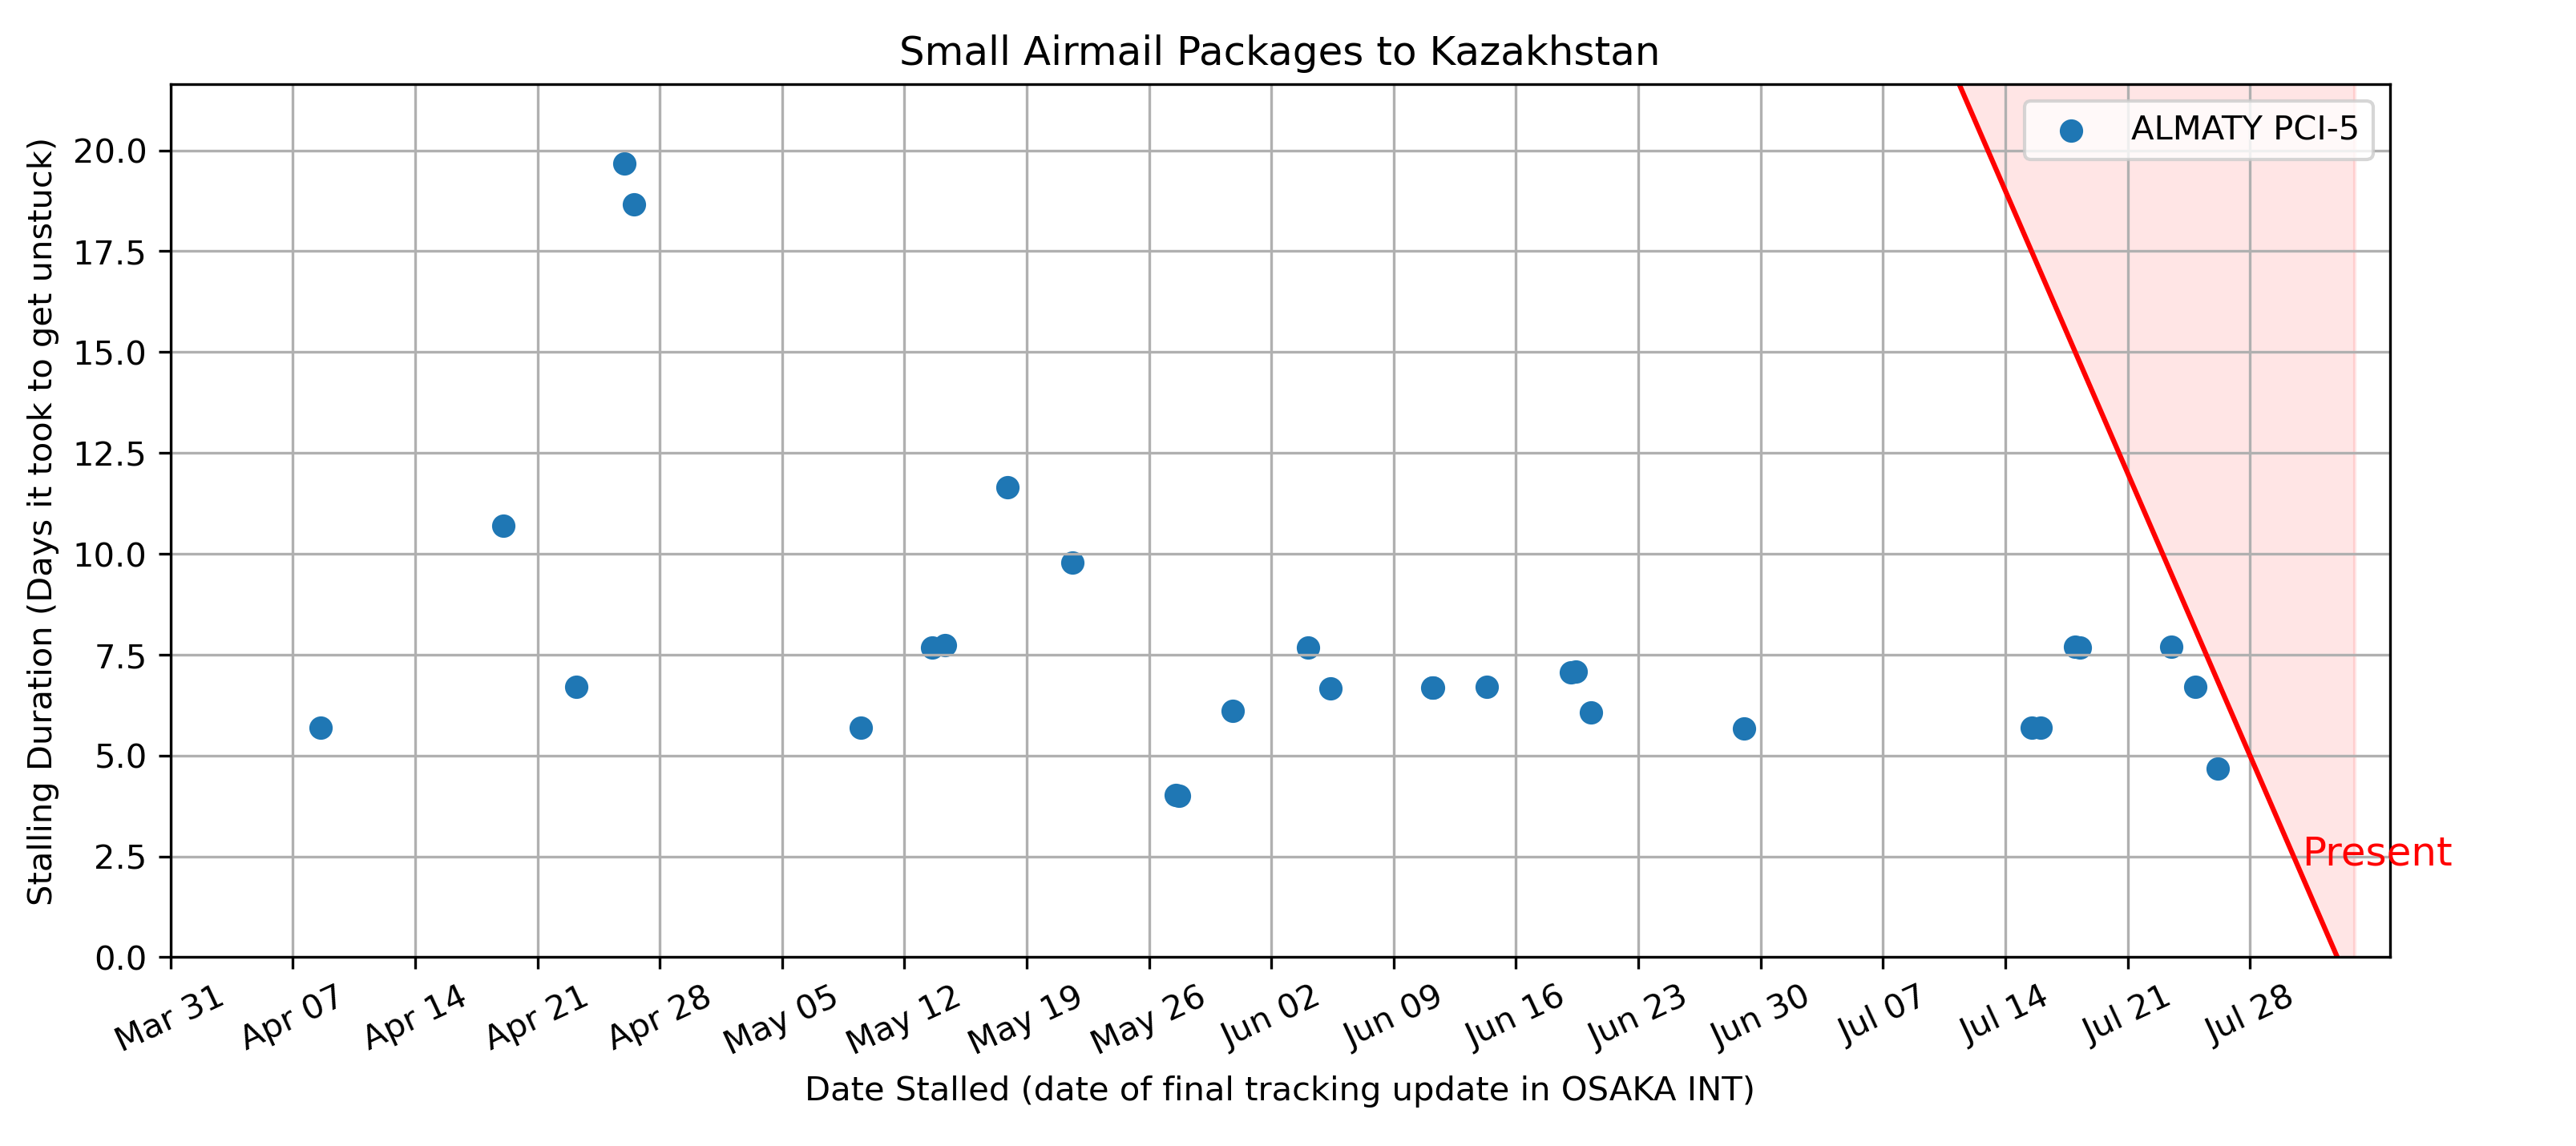 Small Airmail Packages to Kazakhstan
ALMATY PCI-5
Stalling Duration (Days it took to get unstuck)
20.0
17.5
15.0
12.5
10.0
7.5
5.0
2.5
0.0
Present
Mar 31 Apr 07 Apr 14 Apr 21 Apr 28 May 05 May 12 May 19 May 26 Jun 02 Jun 09 Jun 16 Jun 23 Jun 30 Jul 07 Jul 14 Jul 21 Jul 28
Date Stalled (date of final tracking update in OSAKA INT)